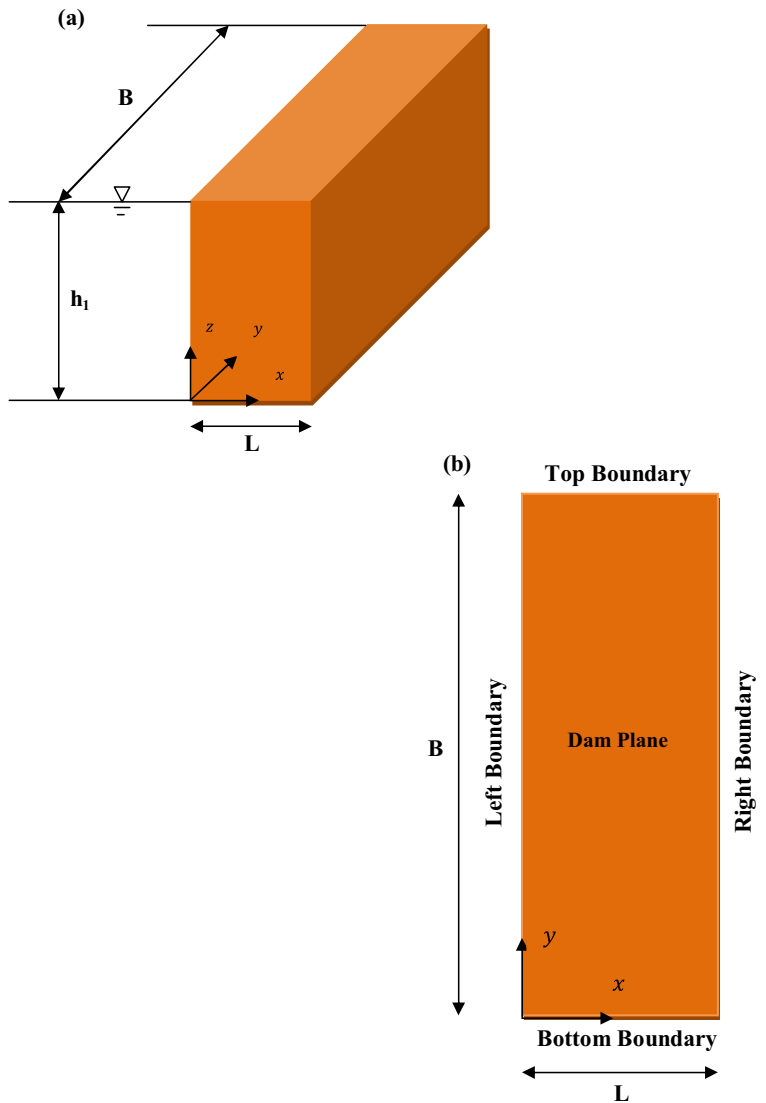 (a)
B
h₁
z
y
x
L
(b)
Top Boundary
Left Boundary
B
Dam Plane
Right Boundary
y
x
Bottom Boundary
L